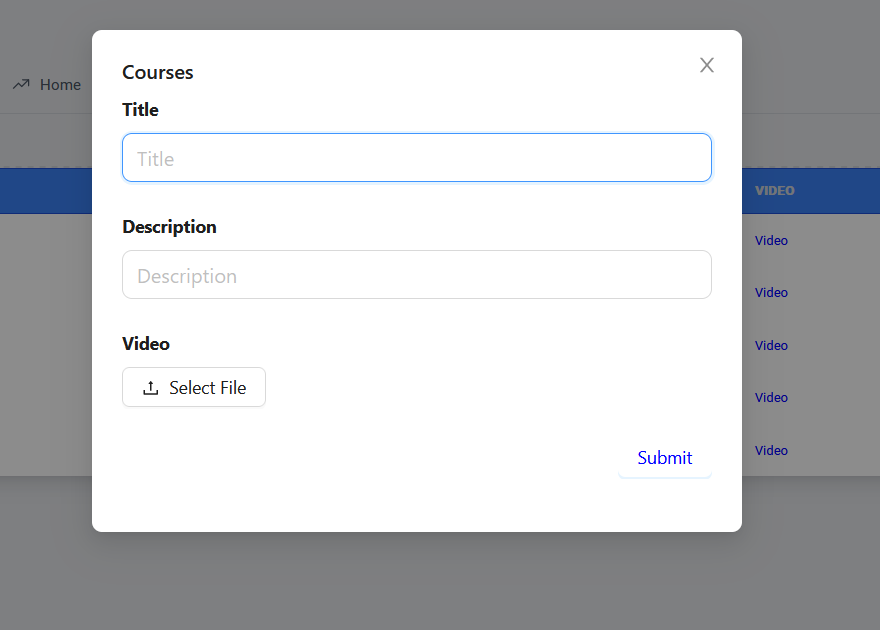 Courses
Home
Title
Title
VIDEO
Description
Video
Description
Video
Video
Video
Select File
Video
Video
Submit